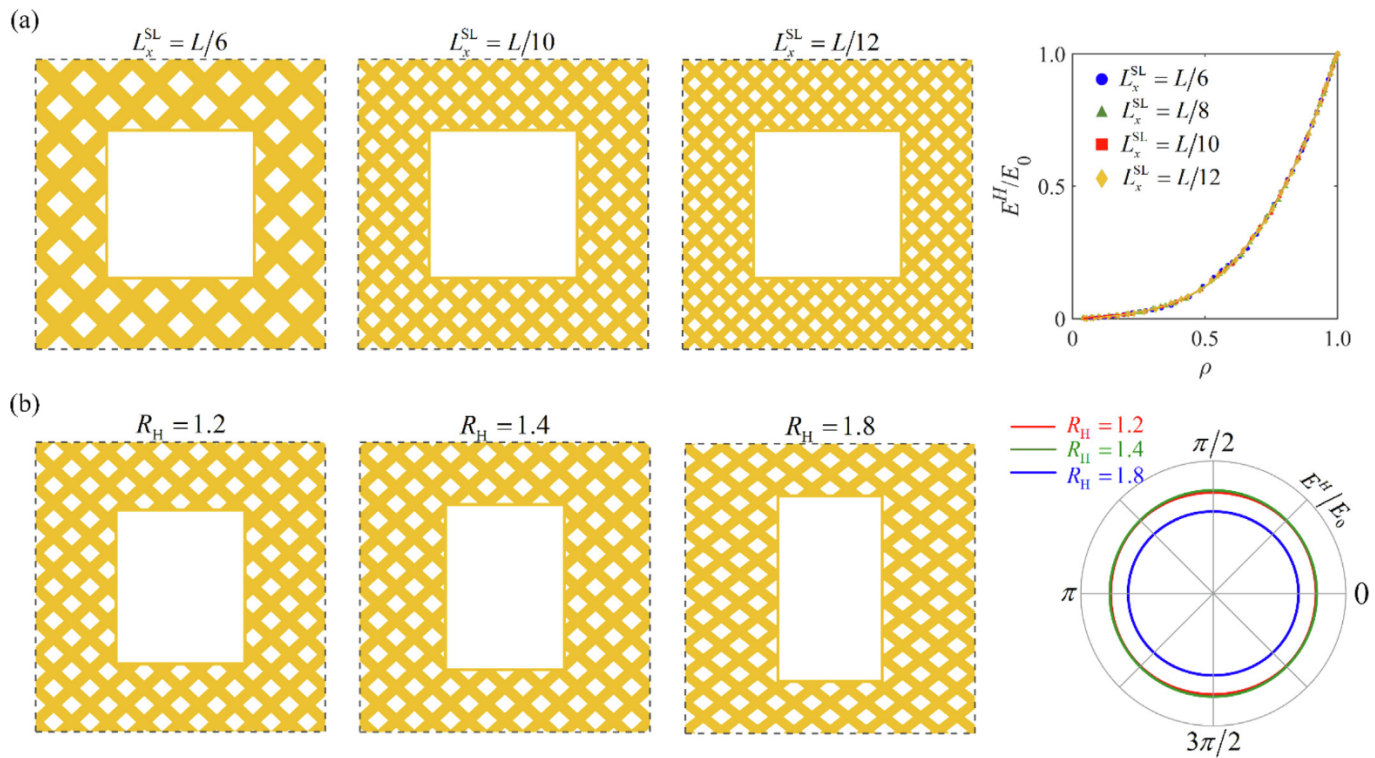 (a)
L_x^SL = L/6
L_x^SL = L/10
L_x^SL = L/12
1.0
L_x^SL = L/6
L_x^SL = L/8
L_x^SL = L/10
L_x^SL = L/12
E^H/E_0
0.5
0
0
0.5
1.0
ρ
(b)
R_H = 1.2
R_H = 1.4
R_H = 1.8
R_H = 1.2
R_H = 1.4
R_H = 1.8
π/2
E^H/E_0
π
0
3π/2